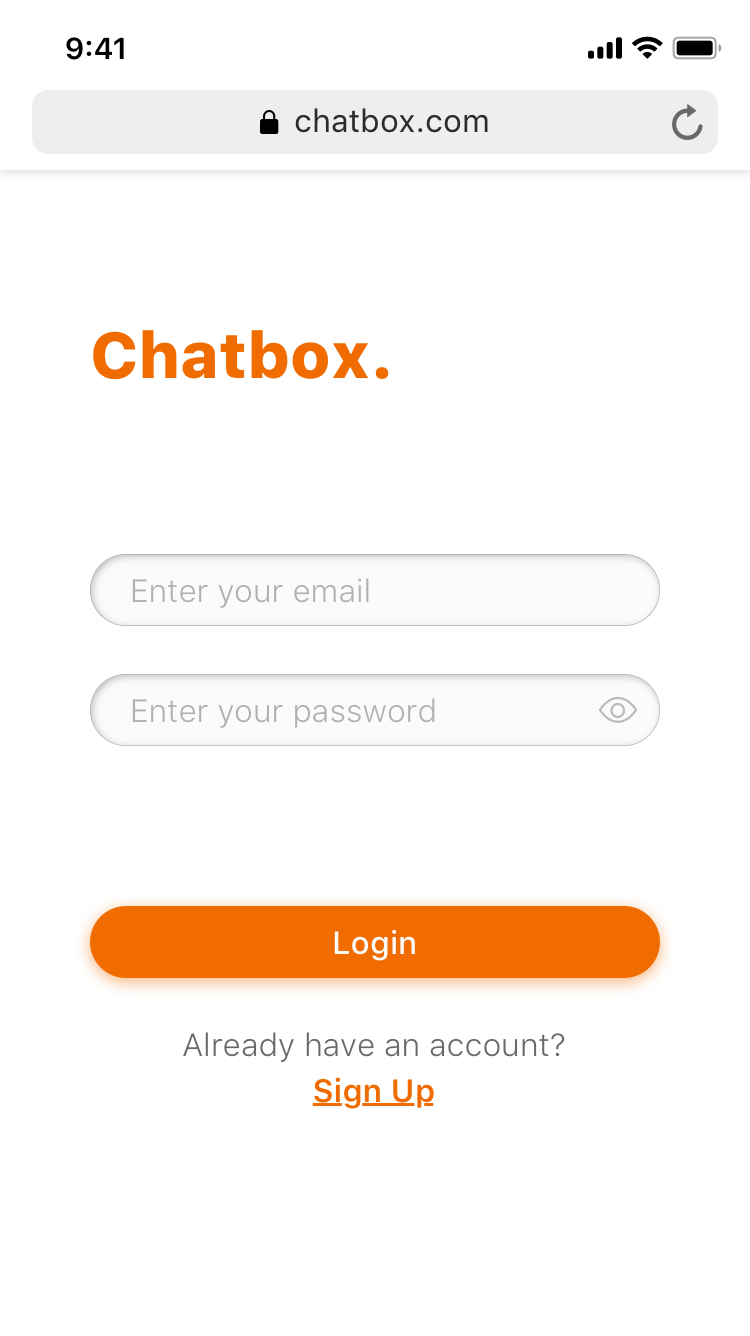 9:41
chatbox.com
Chatbox.
Enter your email
Enter your password
Login
Already have an account?
Sign Up